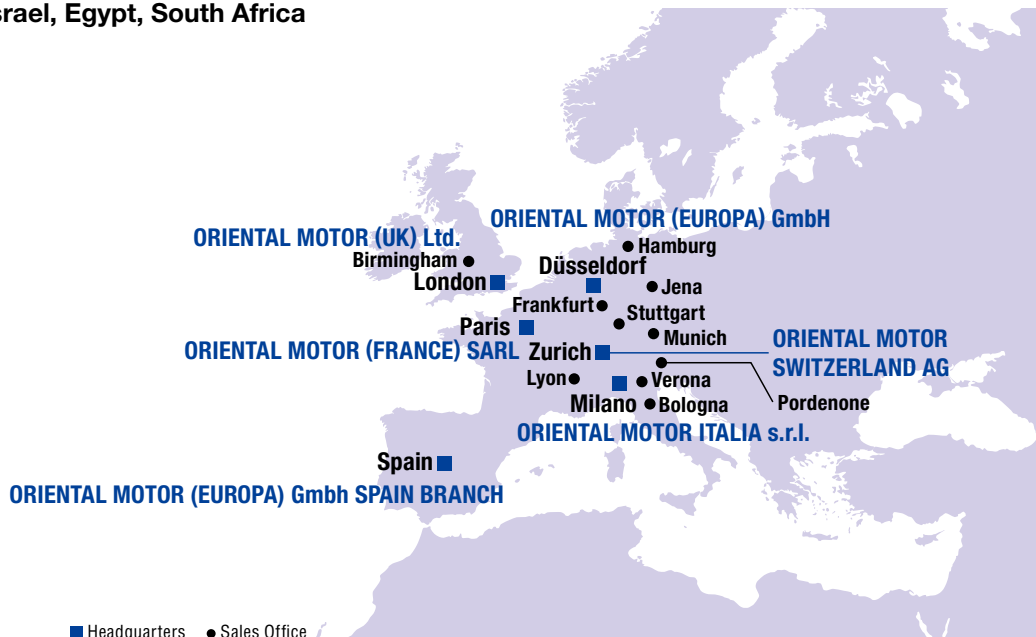 srael, Egypt, South Africa
ORIENTAL MOTOR (EUROPA) GmbH
ORIENTAL MOTOR (UK) Ltd.
Hamburg
Birmingham
Düsseldorf
London
Jena
Frankfurt
Stuttgart
Paris
Munich
ORIENTAL MOTOR
SWITZERLAND AG
ORIENTAL MOTOR (FRANCE) SARL
Zurich
Lyon
Verona
Milano
Bologna
Pordenone
ORIENTAL MOTOR ITALIA s.r.l.
Spain
ORIENTAL MOTOR (EUROPA) Gmbh SPAIN BRANCH
Headquarters
Sales Office